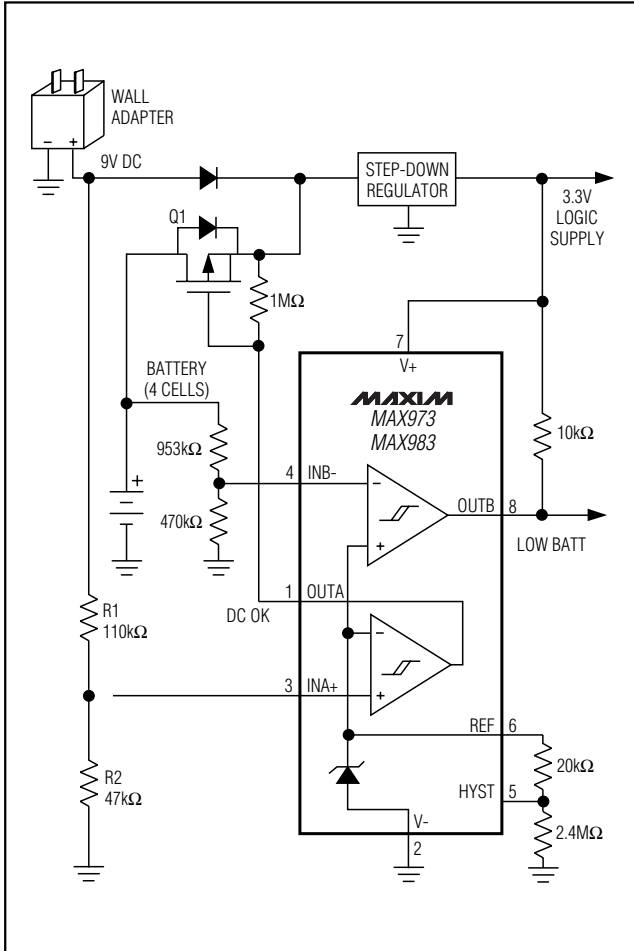 WALL
ADAPTER
−
+
9V DC
STEP-DOWN
REGULATOR
3.3V
LOGIC
SUPPLY
Q1
1MΩ
7
V+
BATTERY
(4 CELLS)
MAXIM
MAX973
MAX983
953kΩ
10kΩ
4
INB-
−
+
470kΩ
OUTB
8
+
LOW BATT
1
OUTA
DC OK
R1
110kΩ
−
3
INA+
+
REF
6
R2
47kΩ
20kΩ
HYST
5
V-
2.4MΩ
2